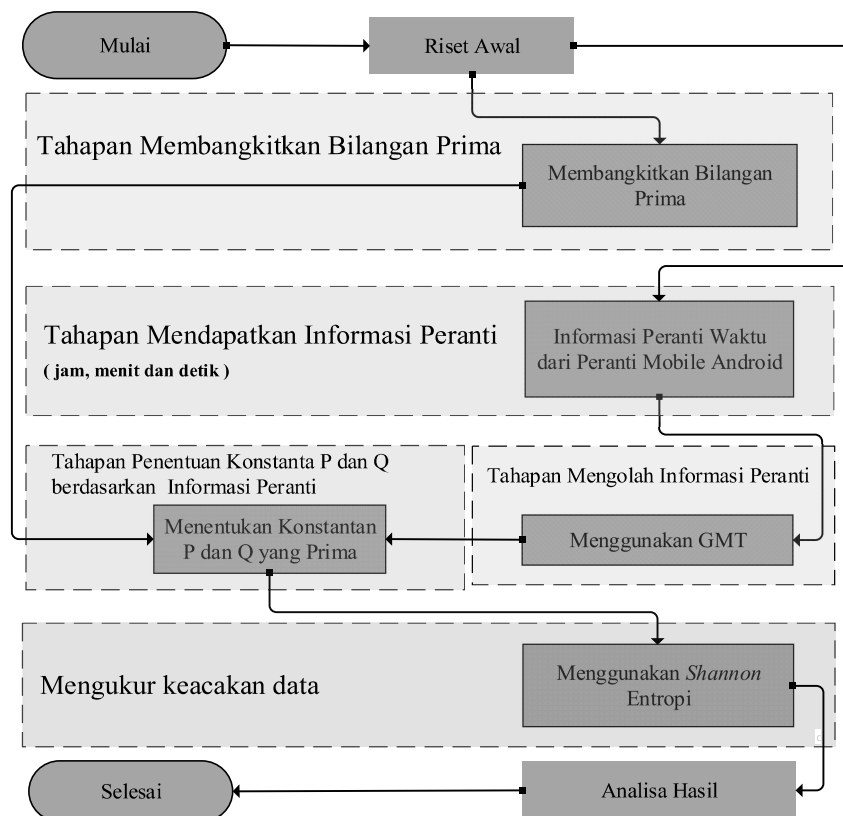 Mulai
Riset Awal
Tahapan Membangkitkan Bilangan Prima
Membangkitkan Bilangan
Prima
Tahapan Mendapatkan Informasi Peranti
( jam, menit dan detik )
Informasi Peranti Waktu
dari Peranti Mobile Android
Tahapan Penentuan Konstanta P dan Q
berdasarkan Informasi Peranti
Menentukan Konstantan
P dan Q yang Prima
Tahapan Mengolah Informasi Peranti
Menggunakan GMT
Mengukur keacakan data
Menggunakan Shannon
Entropi
Selesai
Analisa Hasil